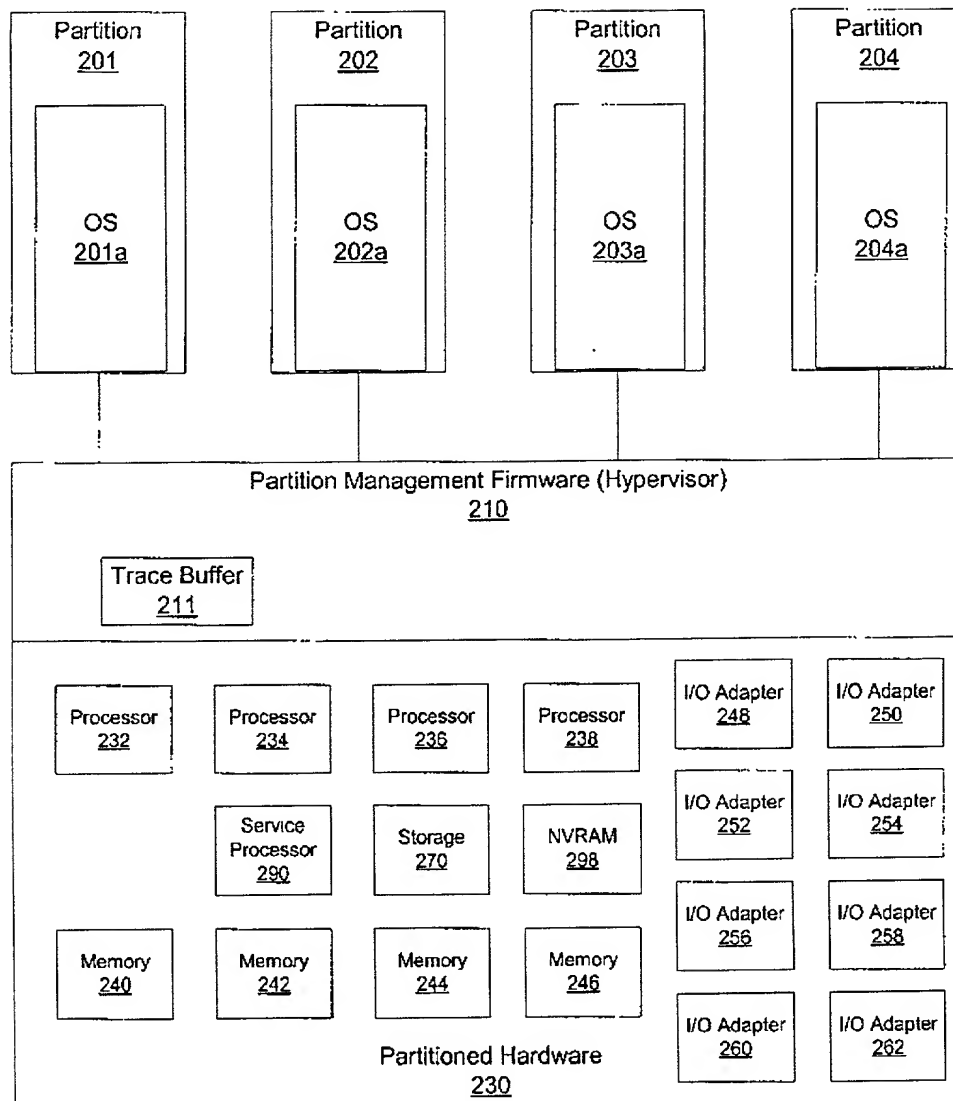 Partition
201
Partition
202
Partition
203
Partition
204
OS
201a
OS
202a
OS
203a
OS
204a
Partition Management Firmware (Hypervisor)
210
Trace Buffer
211
Processor
232
Processor
234
Processor
236
Processor
238
I/O Adapter
248
I/O Adapter
250
Service
Processor
290
Storage
270
NVRAM
298
I/O Adapter
252
I/O Adapter
254
Memory
240
Memory
242
Memory
244
Memory
246
I/O Adapter
256
I/O Adapter
258
I/O Adapter
260
I/O Adapter
262
Partitioned Hardware
230